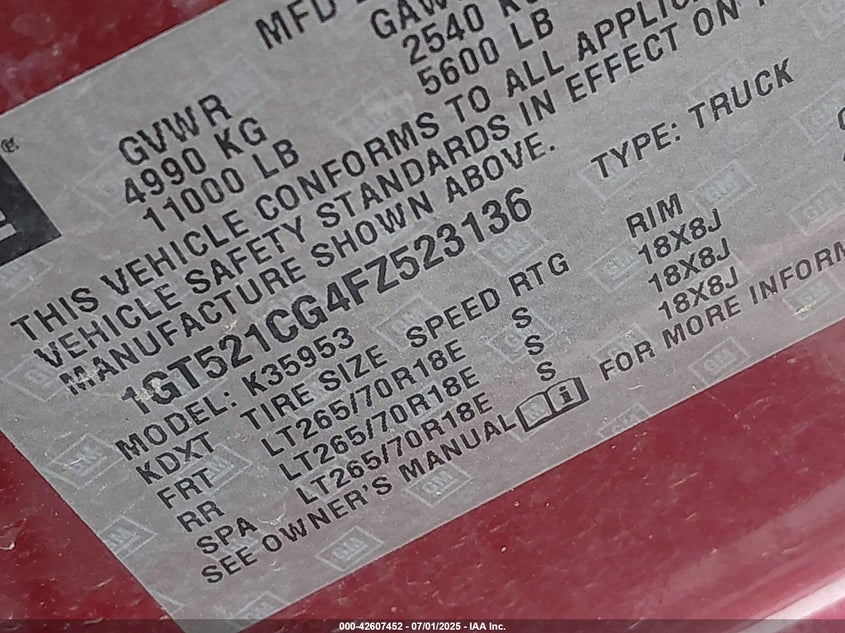 MFD
GVWR
4990 KG
11000 LB
2540
5600 LB
THIS VEHICLE CONFORMS TO ALL
VEHICLE SAFETY STANDARDS IN EFFECT ON
MANUFACTURE SHOWN ABOVE.
1GT521CG4FZ523136 TYPE: TRUCK
MODEL: K35953
KDXT TIRE SIZE SPEED RTG RIM
FRT LT265/70R18E S 18X8J
RR LT265/70R18E S 18X8J
SPA LT265/70R18E S 18X8J
SEE OWNER'S MANUAL FOR MORE
000-42607452 - 07/01/2025 - IAA Inc.